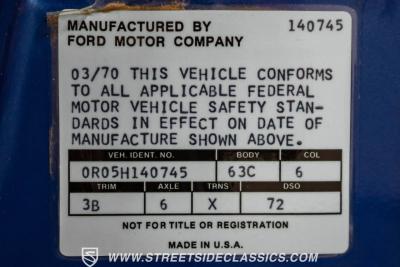 MANUFACTURED BY 140745
FORD MOTOR COMPANY
03/70 THIS VEHICLE CONFORMS
TO ALL APPLICABLE FEDERAL
MOTOR VEHICLE SAFETY STAN-
DARDS IN EFFECT ON DATE OF
MANUFACTURE SHOWN ABOVE.
VEH. IDENT. NO. BODY COL
0R05H140745 63C 6
TRIM AXLE TRNS DSO
3B 6 X 72
NOT FOR TITLE OR REGISTRATION
MADE IN U.S.A.
WWW.STREETSIDECLASSICS.COM